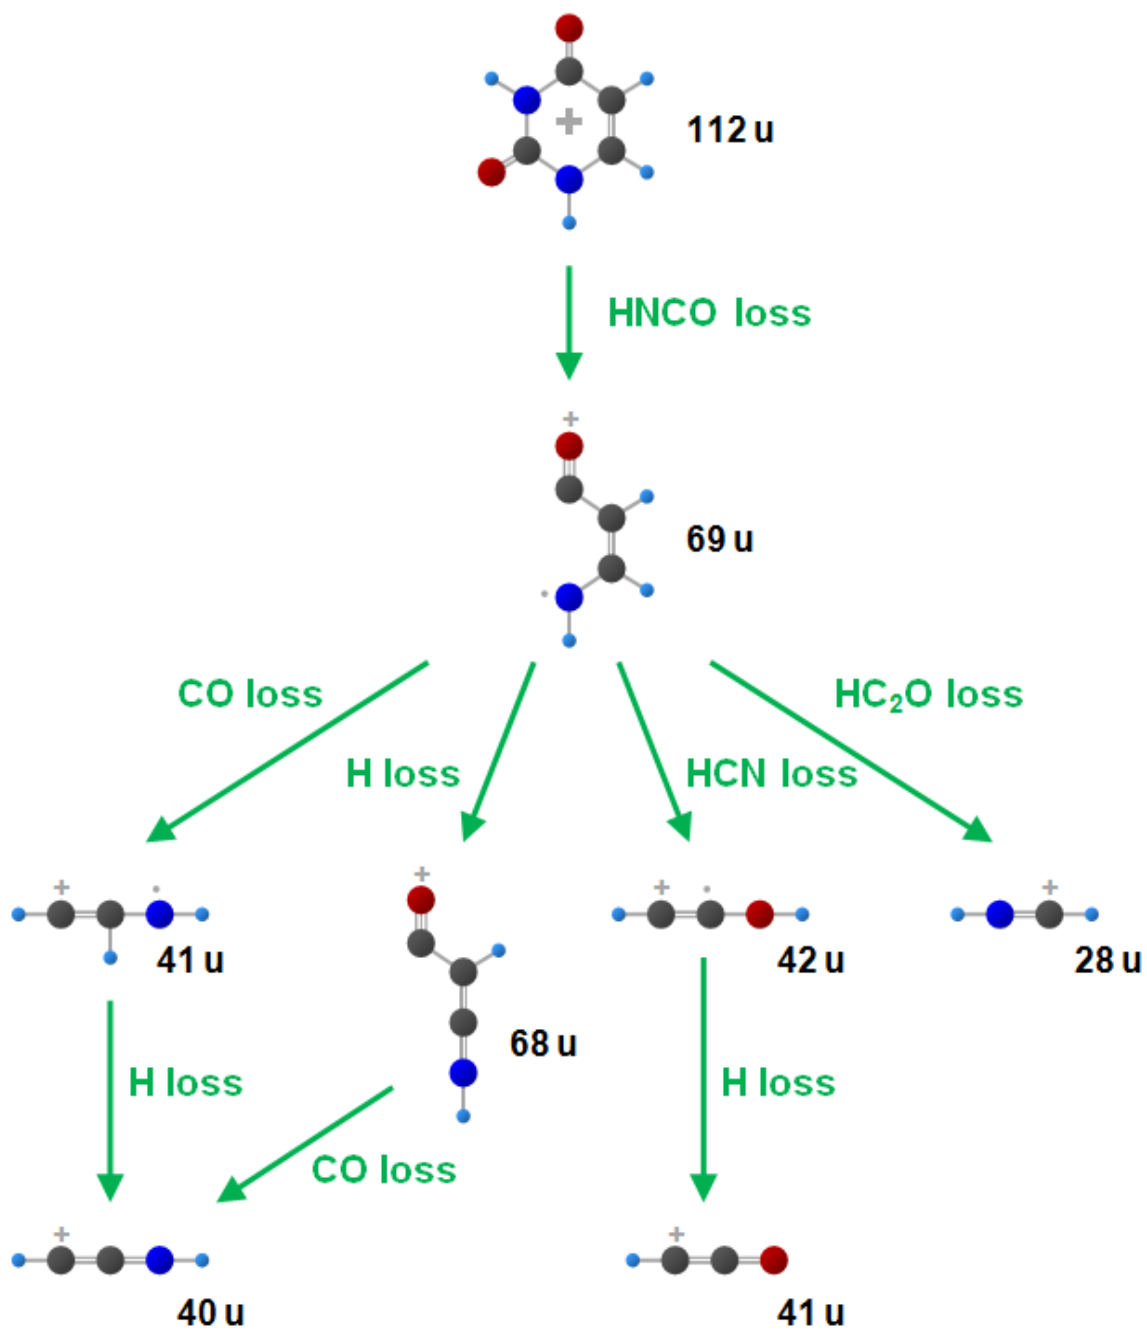 112 u
HNCO loss
+
+
69 u
CO loss
H loss
HCN loss
HC₂O loss
+
+
+
+
41 u
68 u
42 u
28 u
H loss
CO loss
H loss
+
+
40 u
41 u